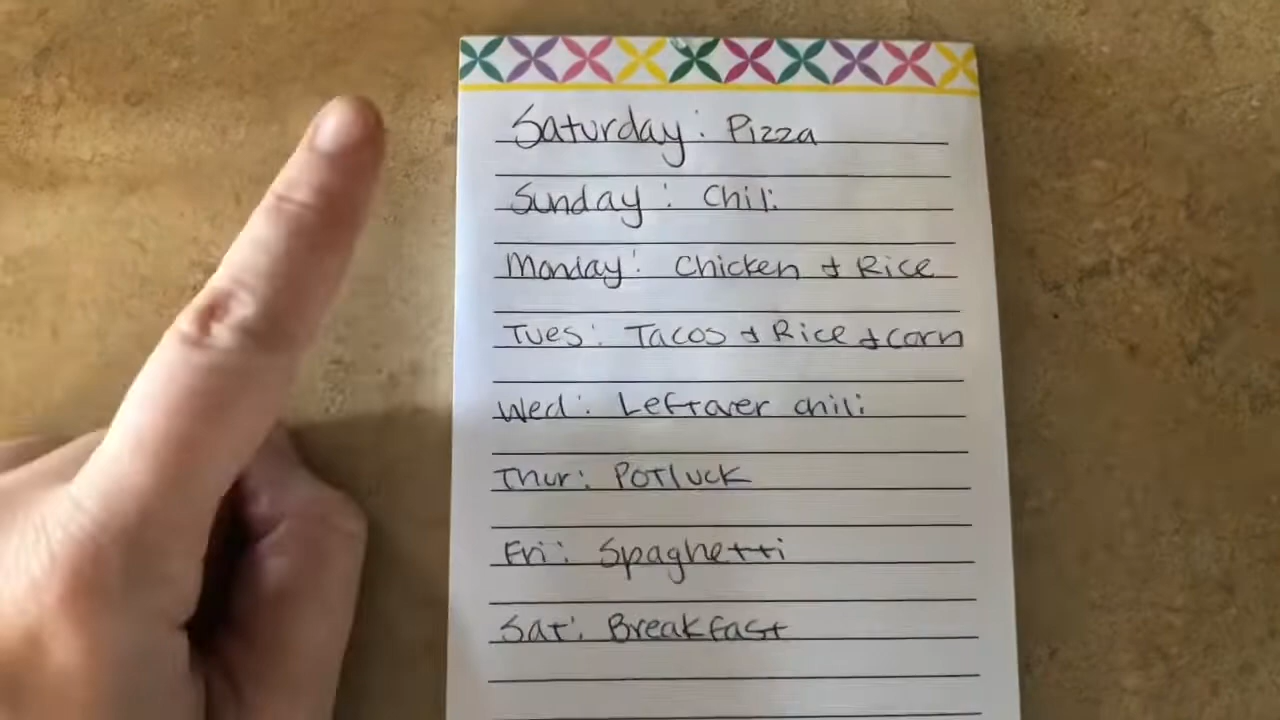 Saturday: Pizza
Sunday: Chili
Monday: Chicken & Rice
Tues: Tacos & Rice & Corn
Wed: Leftover chili
Thur: Potluck
Fri: Spaghetti
Sat: Breakfast